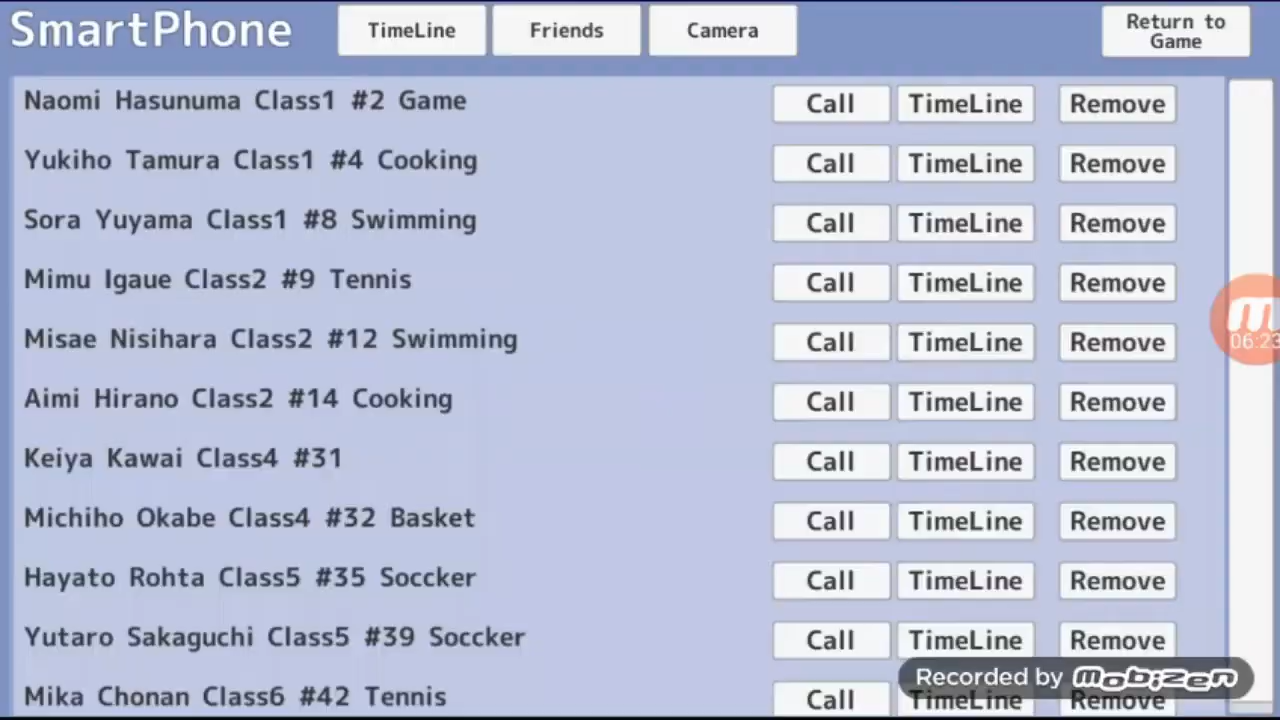 SmartPhone TimeLine Friends Camera Return to Game
Naomi Hasunuma Class1 #2 Game Call TimeLine Remove
Yukiho Tamura Class1 #4 Cooking Call TimeLine Remove
Sora Yuyama Class1 #8 Swimming Call TimeLine Remove
Mimu Igaue Class2 #9 Tennis Call TimeLine Remove
Misae Nisihara Class2 #12 Swimming Call TimeLine Remove
Aimi Hirano Class2 #14 Cooking Call TimeLine Remove
Keiya Kawai Class4 #31 Call TimeLine Remove
Michiho Okabe Class4 #32 Basket Call TimeLine Remove
Hayato Rohta Class5 #35 Soccker Call TimeLine Remove
Yutaro Sakaguchi Class5 #39 Soccker Call TimeLine Remove
Mika Chonan Class6 #42 Tennis Call TimeLine Remove
06:23
Recorded by Mobizen